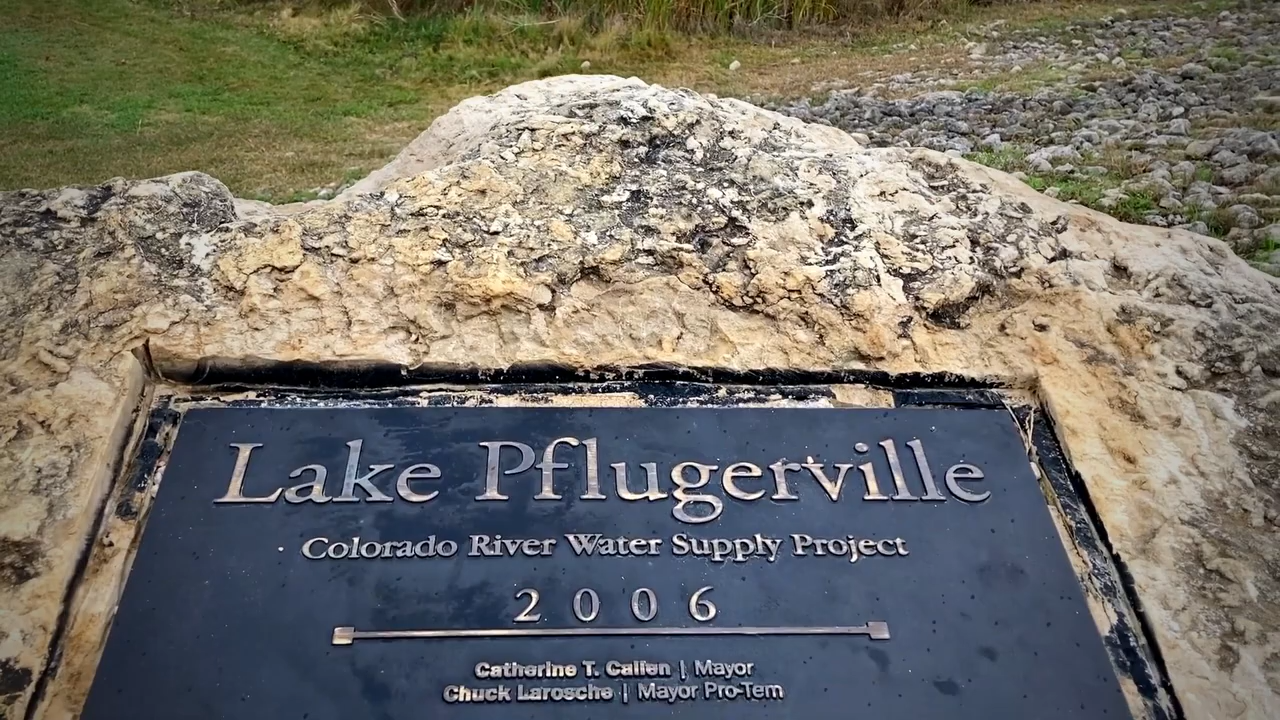 Lake Pflugerville
Colorado River Water Supply Project
2006
Catherine T. Callen | Mayor
Chuck Larosche | Mayor Pro-Tem